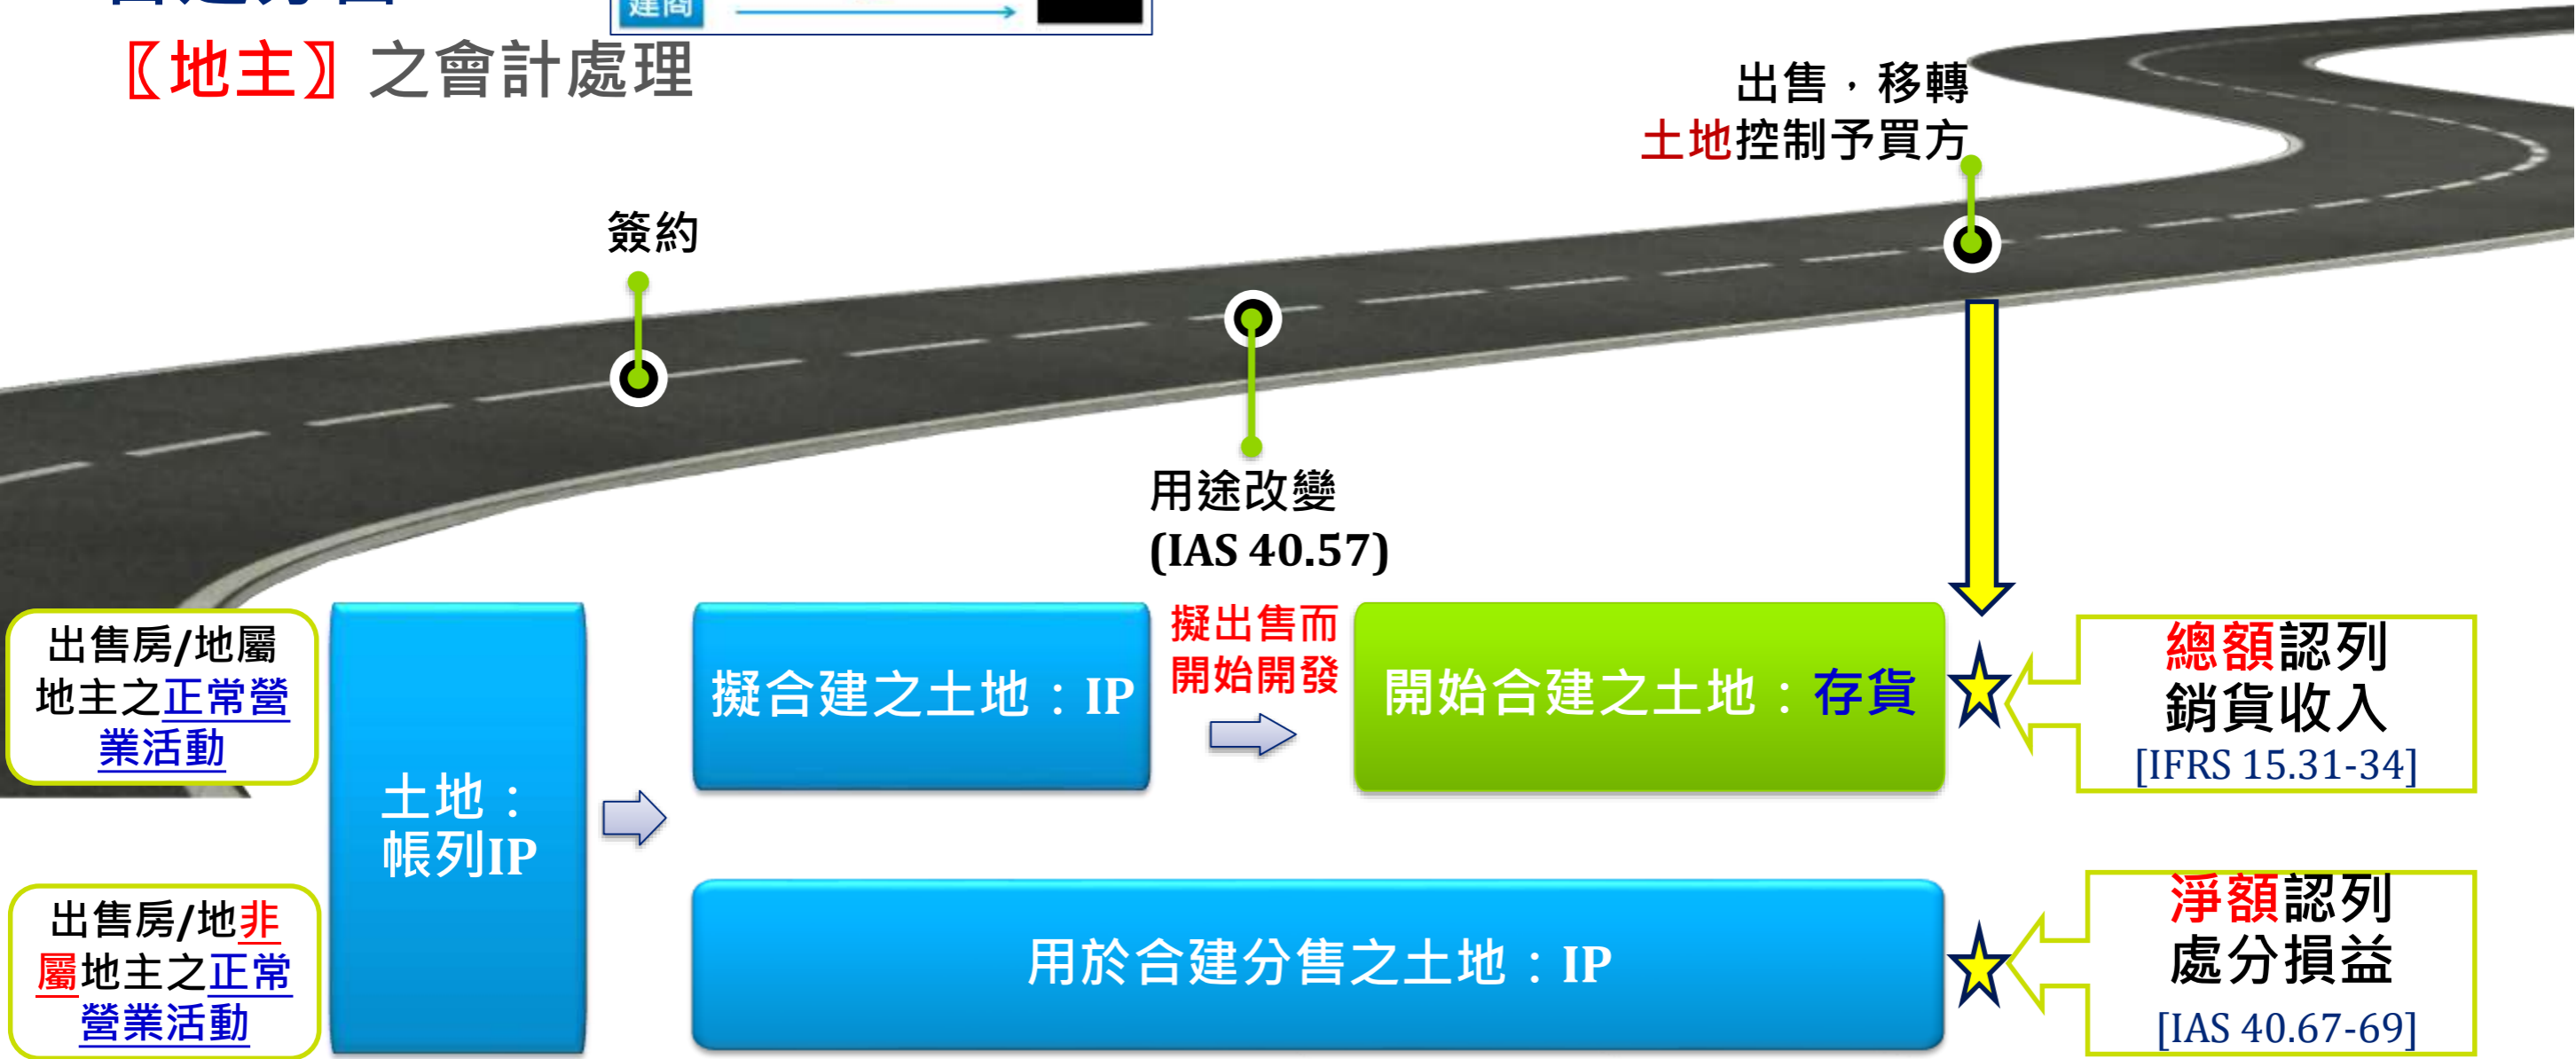 建商
〖地主〗之會計處理
出售，移轉
土地控制予買方
簽約
用途改變
(IAS 40.57)
出售房/地屬
地主之正常營
業活動
土地：
帳列IP
擬合建之土地：IP
擬出售而
開始開發
開始合建之土地：存貨
總額認列
銷貨收入
[IFRS 15.31-34]
出售房/地非
屬地主之正常
營業活動
用於合建分售之土地：IP
淨額認列
處分損益
[IAS 40.67-69]